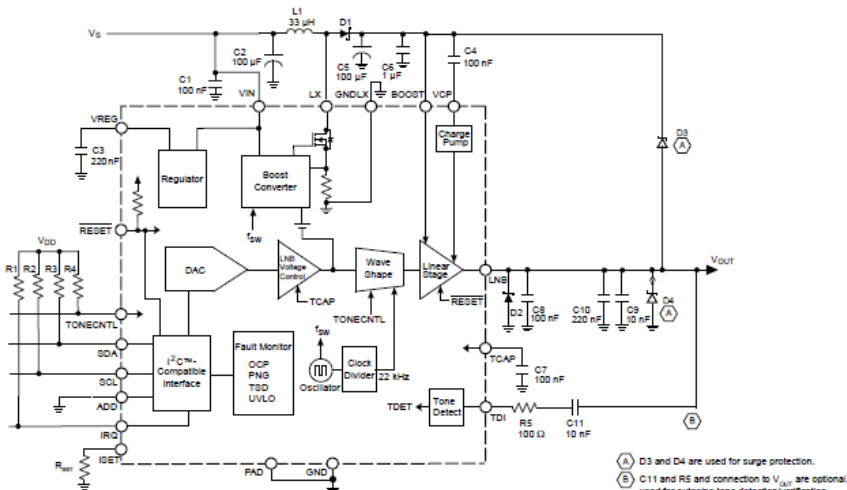 L1
33 µH
D1
VS
C2
100 µF
C1
100 nF
C5
100 µF
C6
1 µF
C4
100 nF
VIN
LX
GNDLX
BOOST
VCP
VREG
C3
220 nF
Regulator
Boost
Converter
Charge
Pump
D3
A
fSW
RESET
VDD
R1
R2
R3
R4
DAC
LNB
Voltage
Control
Wave
Shape
Linear
Stage
LNB
VOUT
TCAP
TONECNTL
RESET
D2
C8
100 nF
C10
220 nF
C9
10 nF
D4
A
TONECNTL
SDA
SCL
ADD
IRQ
ISET
I²C™-
Compatible
Interface
Fault Monitor
OCP
PNG
TSD
UVLO
fSW
Oscillator
Clock
Divider
22 kHz
TCAP
C7
100 nF
TDET
Tone
Detect
TDI
R5
100 Ω
C11
10 nF
B
RSET
PAD
GND
A D3 and D4 are used for surge protection.
B C11 and R5 and connection to VOUT are optional,